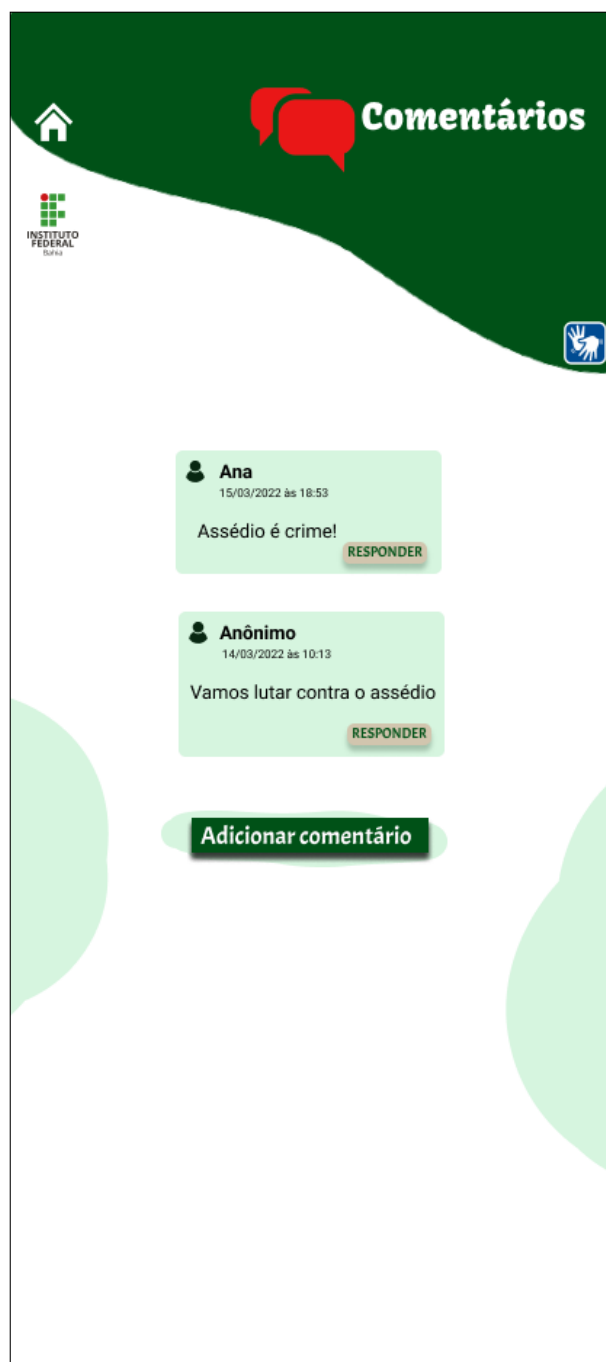 Comentários
INSTITUTO
FEDERAL
Bahia
Ana
15/03/2022 às 18:53
Assédio é crime!
RESPONDER
Anônimo
14/03/2022 às 10:13
Vamos lutar contra o assédio
RESPONDER
Adicionar comentário